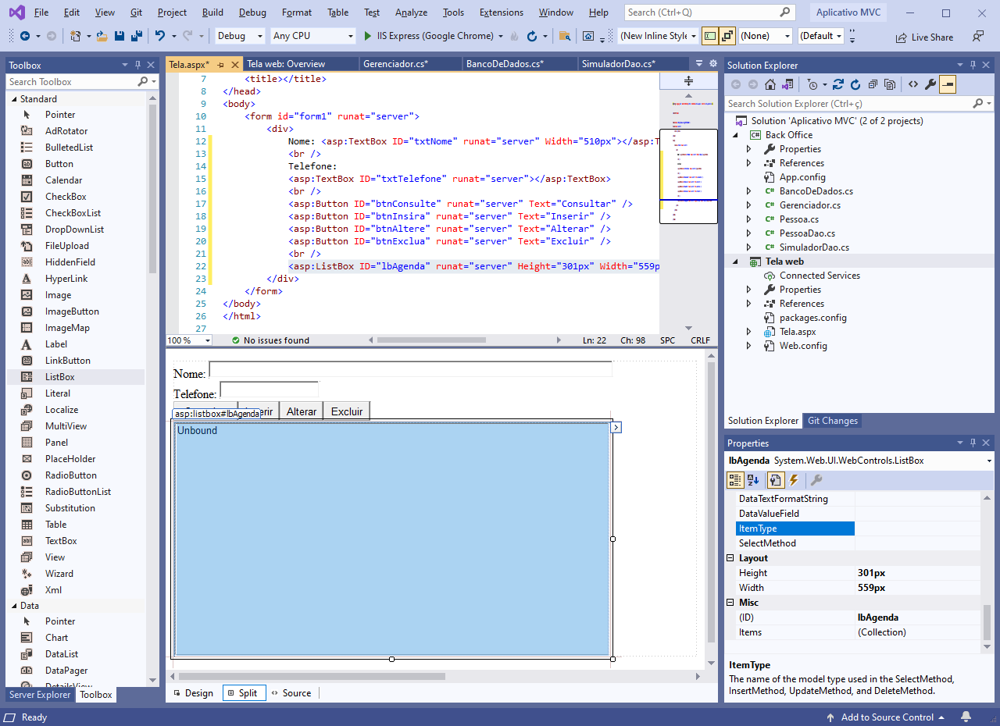 File Edit View Git Project Build Debug Format Table Test Analyze Tools Extensions Window Help Search (Ctrl+Q) Aplicativo MVC
Debug Any CPU IIS Express (Google Chrome) (New Inline Style (None) (Default Live Share
Toolbox
Search Toolbox
Standard
Pointer
AdRotator
BulletedList
Button
Calendar
CheckBox
CheckBoxList
DropDownList
FileUpload
HiddenField
HyperLink
Image
ImageButton
ImageMap
Label
LinkButton
ListBox
Literal
Localize
MultiView
Panel
PlaceHolder
RadioButton
RadioButtonList
Substitution
Table
TextBox
View
Wizard
Xml
Data
Pointer
Chart
DataList
DataPager
DetailsView
Server Explorer Toolbox
Tela.aspx* Tela web: Overview Gerenciador.cs* BancoDeDados.cs* SimuladorDao.cs*
7 <title></title>
8 </head>
9 <body>
10 <form id="form1" runat="server">
11 <div>
12 Nome: <asp:TextBox ID="txtNome" runat="server" Width="510px"></asp:T
13 <br />
14 Telefone:
15 <asp:TextBox ID="txtTelefone" runat="server"></asp:TextBox>
16 <br />
17 <asp:Button ID="btnConsulte" runat="server" Text="Consultar" />
18 <asp:Button ID="btnInsira" runat="server" Text="Inserir" />
19 <asp:Button ID="btnAltere" runat="server" Text="Alterar" />
20 <asp:Button ID="btnExclua" runat="server" Text="Excluir" />
21 <br />
22 <asp:ListBox ID="lbAgenda" runat="server" Height="301px" Width="559p
23 </div>
24 </form>
25 </body>
26 </html>
27
100 % No issues found Ln: 22 Ch: 98 SPC CRLF
Nome:
Telefone:
asp:listbox#lbAgenda erir Alterar Excluir
Unbound
Design Split Source
Solution Explorer
Search Solution Explorer (Ctrl+ç)
Solution 'Aplicativo MVC' (2 of 2 projects)
Back Office
Properties
References
App.config
C# BancoDeDados.cs
C# Gerenciador.cs
C# Pessoa.cs
C# PessoaDao.cs
C# SimuladorDao.cs
Tela web
Connected Services
Properties
References
packages.config
Tela.aspx
Web.config
Solution Explorer Git Changes
Properties
lbAgenda System.Web.UI.WebControls.ListBox
DataTextFormatString
DataValueField
ItemType
SelectMethod
Layout
Height 301px
Width 559px
Misc
(ID) lbAgenda
Items (Collection)
ItemType
The name of the model type used in the SelectMethod,
InsertMethod, UpdateMethod, and DeleteMethod.
Ready Add to Source Control